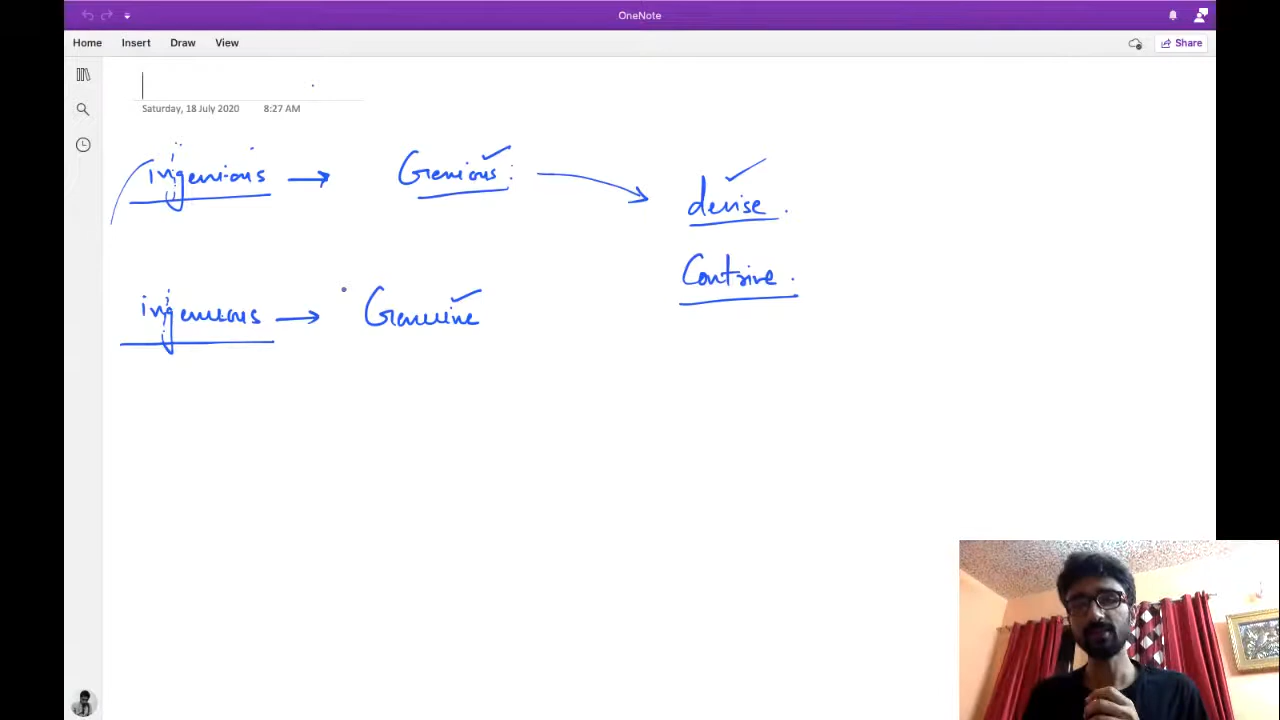 OneNote
Home Insert Draw View Share
Saturday, 18 July 2020 8:27 AM
ingenious → Genious :
devise .
Contrive .
ingenuous → Genuine